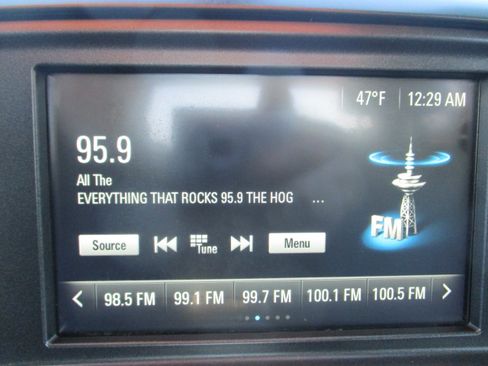 47°F 12:29 AM
95.9
All The
EVERYTHING THAT ROCKS 95.9 THE HOG ...
Source Tune Menu
FM
98.5 FM 99.1 FM 99.7 FM 100.1 FM 100.5 FM